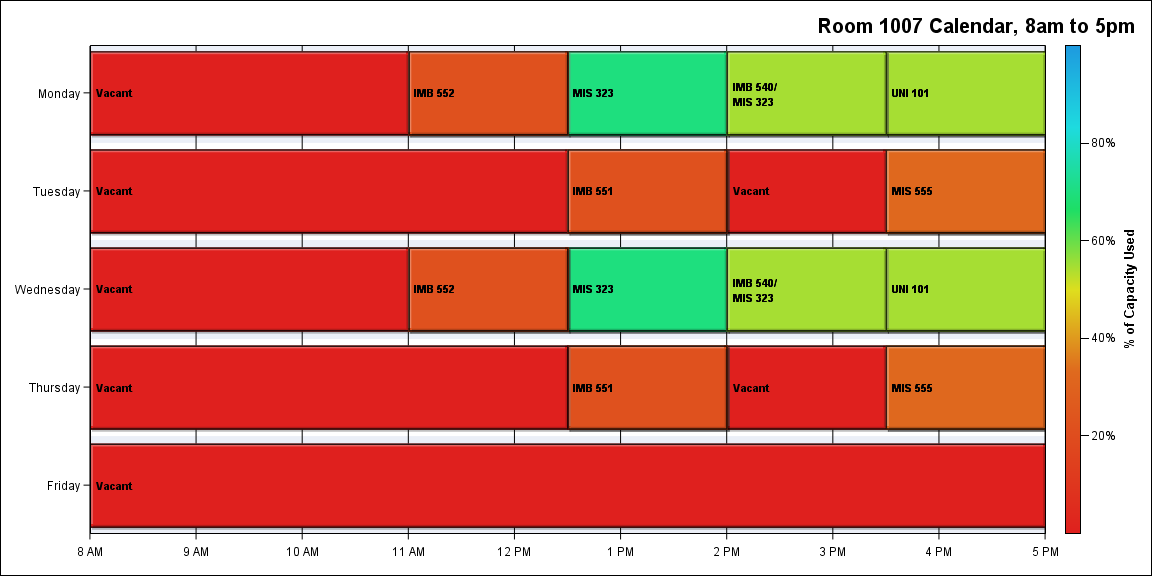 Room 1007 Calendar, 8am to 5pm
Monday
Vacant
IMB 552
MIS 323
IMB 540/
MIS 323
UNI 101
Tuesday
Vacant
IMB 551
Vacant
MIS 555
Wednesday
Vacant
IMB 552
MIS 323
IMB 540/
MIS 323
UNI 101
Thursday
Vacant
IMB 551
Vacant
MIS 555
Friday
Vacant
8 AM
9 AM
10 AM
11 AM
12 PM
1 PM
2 PM
3 PM
4 PM
5 PM
80%
60%
40%
20%
% of Capacity Used